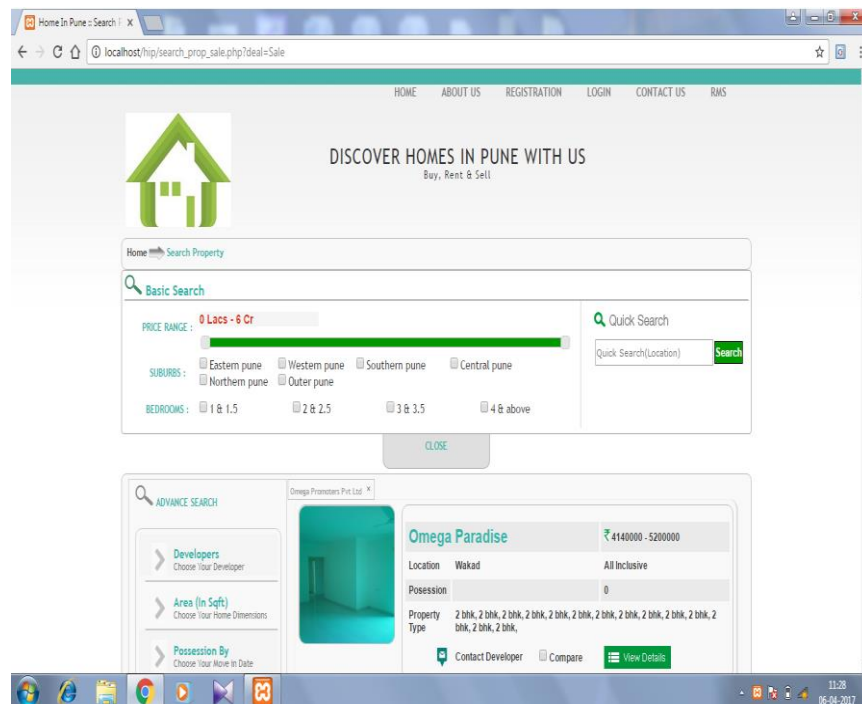 Home In Pune :: Search F
localhost/hip/search_prop_sale.php?deal=Sale
HOME ABOUT US REGISTRATION LOGIN CONTACT US RMS
DISCOVER HOMES IN PUNE WITH US
Buy, Rent & Sell
Home Search Property
Basic Search
PRICE RANGE : 0 Lacs - 6 Cr
SUBURBS : Eastern pune Western pune Southern pune Central pune
Northern pune Outer pune
BEDROOMS : 1 & 1.5 2 & 2.5 3 & 3.5 4 & above
Quick Search
Quick Search(Location) Search
CLOSE
ADVANCE SEARCH
Developers
Choose Your Developer
Area (In Sqft)
Choose Your Home Dimensions
Possession By
Choose Your Move In Date
Omega Promoters Pvt Ltd ×
Omega Paradise ₹ 4140000 - 5200000
Location Wakad All Inclusive
Posession 0
Property Type 2 bhk, 2 bhk, 2 bhk, 2 bhk, 2 bhk, 2 bhk, 2 bhk, 2 bhk, 2 bhk, 2 bhk, 2
bhk, 2 bhk, 2 bhk,
Contact Developer Compare View Details
11:28
06-04-2017